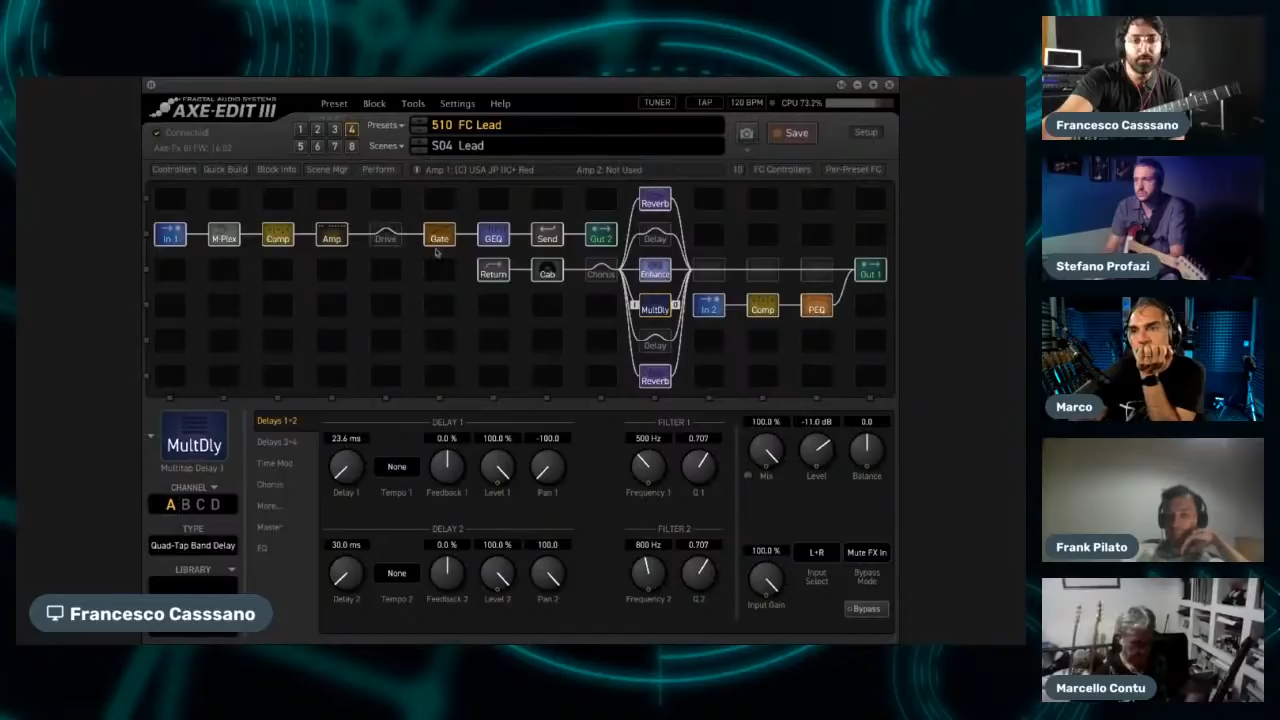 FRACTAL AUDIO SYSTEMS
AXE-EDIT III
Preset Block Tools Settings Help
TUNER TAP 120 BPM CPU 73.2%
Connected!
Axe-Fx III FW: 16.02
1 2 3 4
5 6 7 8
Presets
510 FC Lead
Scenes
S04 Lead
Save
Setup
Controllers Quick Build Block Info Scene Mgr Perform
Amp 1: (C) USA JP IIC+ Red
Amp 2: Not Used
FC Controllers Per-Preset FC
Reverb
In 1 M-Plex Comp Amp Drive Gate GEQ Send Out 2 Delay
Return Cab Chorus Enhance Out 1
MultDly In 2 Comp PEQ
Delay
Reverb
MultDly
Multitap Delay 1
CHANNEL
A B C D
TYPE
Quad-Tap Band Delay
LIBRARY
Delays 1-2
Delays 3-4
Time Mod
Chorus
More...
Master
EQ
DELAY 1
23.6 ms 0.0 % 100.0 % -100.0
None
Delay 1 Tempo 1 Feedback 1 Level 1 Pan 1
FILTER 1
500 Hz 0.707
Frequency 1 Q 1
DELAY 2
30.0 ms 0.0 % 100.0 % 100.0
None
Delay 2 Tempo 2 Feedback 2 Level 2 Pan 2
FILTER 2
800 Hz 0.707
Frequency 2 Q 2
100.0 % -11.0 dB 0.0
Mix Level Balance
100.0 % L+R Mute FX In
Input Gain
Input Select
Bypass Mode
Bypass
Francesco Casssano
Francesco Casssano
Stefano Profazi
Marco
Frank Pilato
Marcello Contu